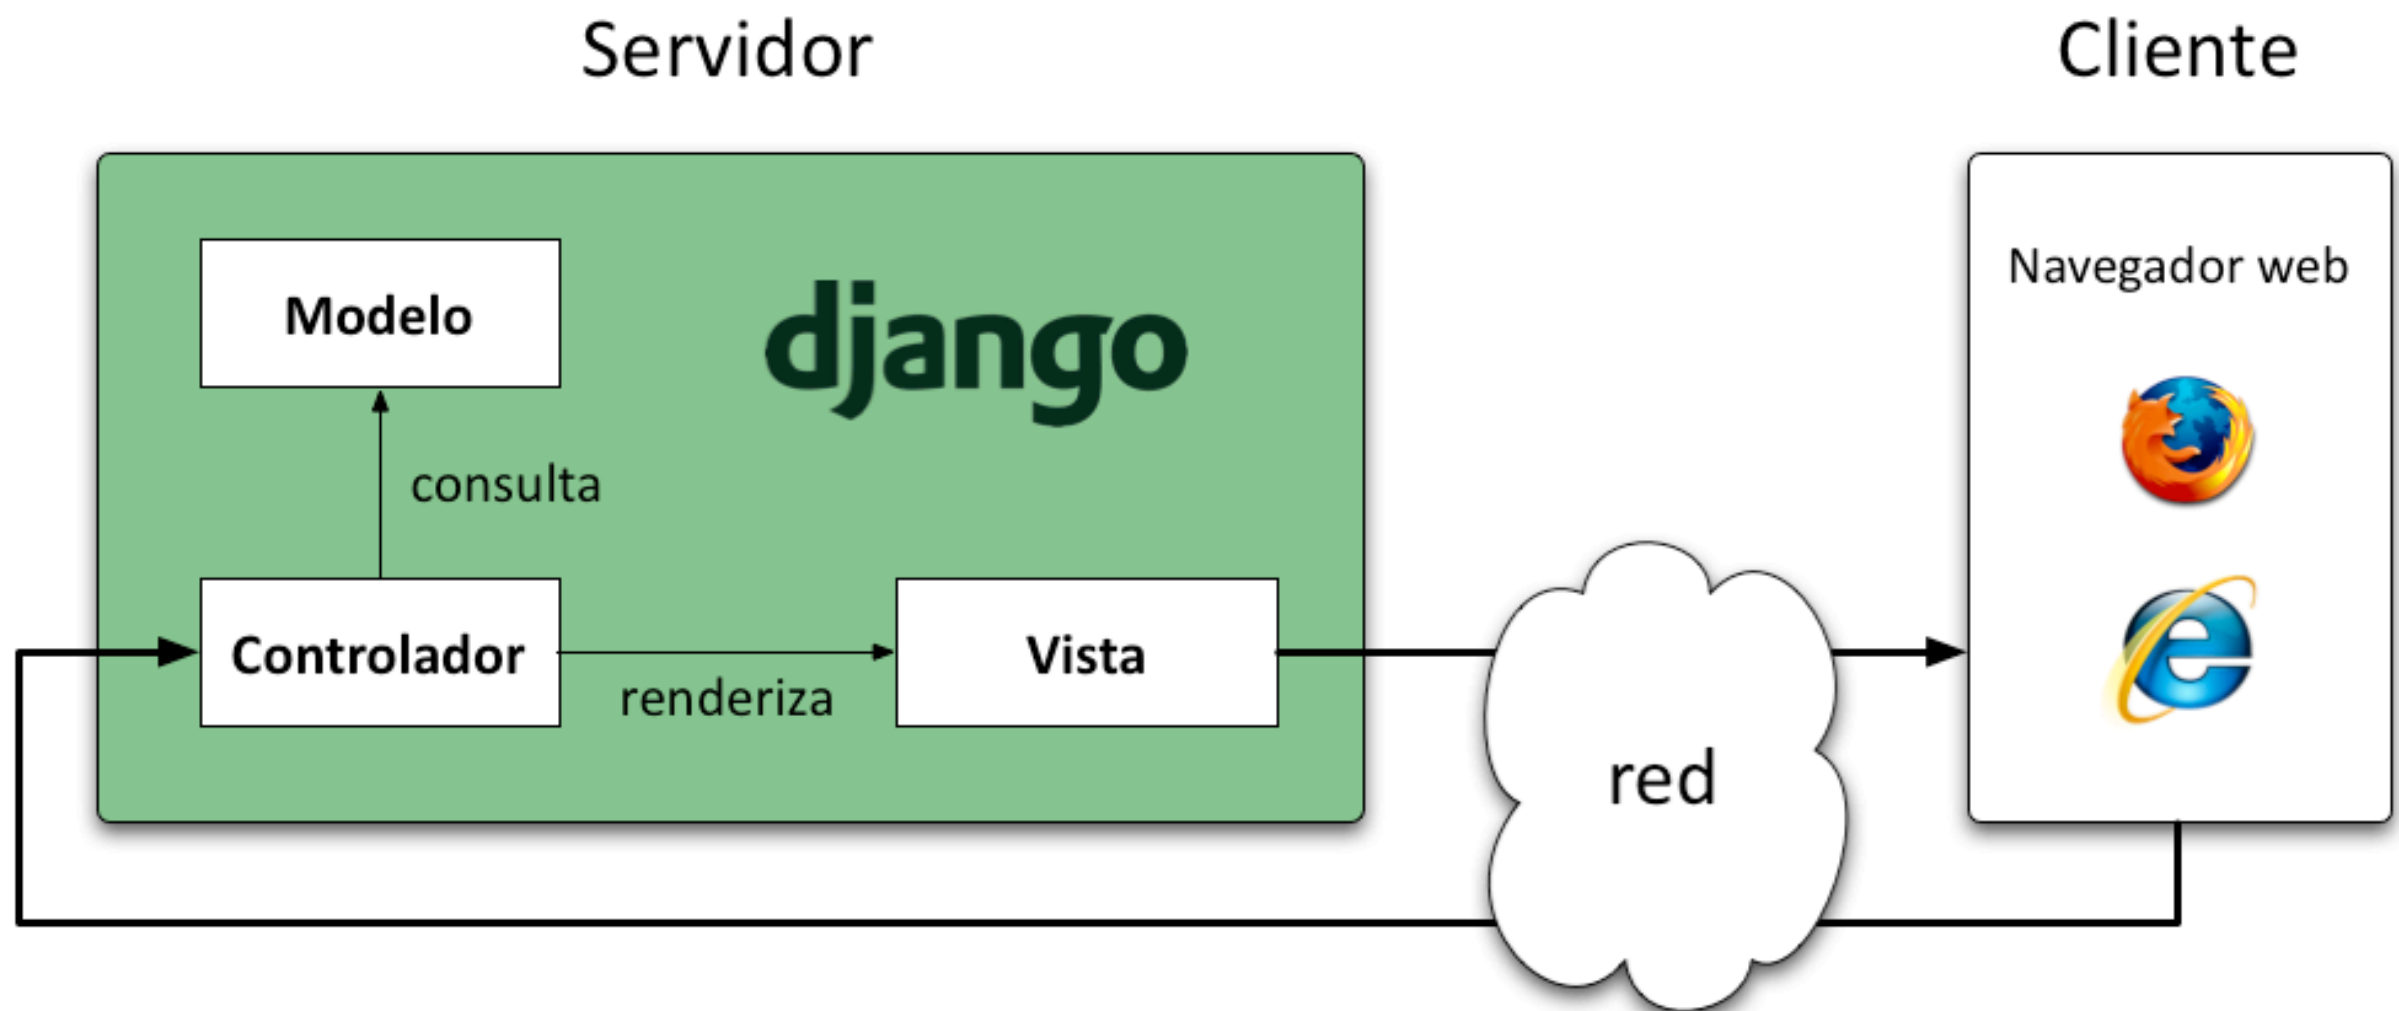 Servidor
Cliente
Modelo
django
Navegador web
consulta
Controlador
renderiza
Vista
red